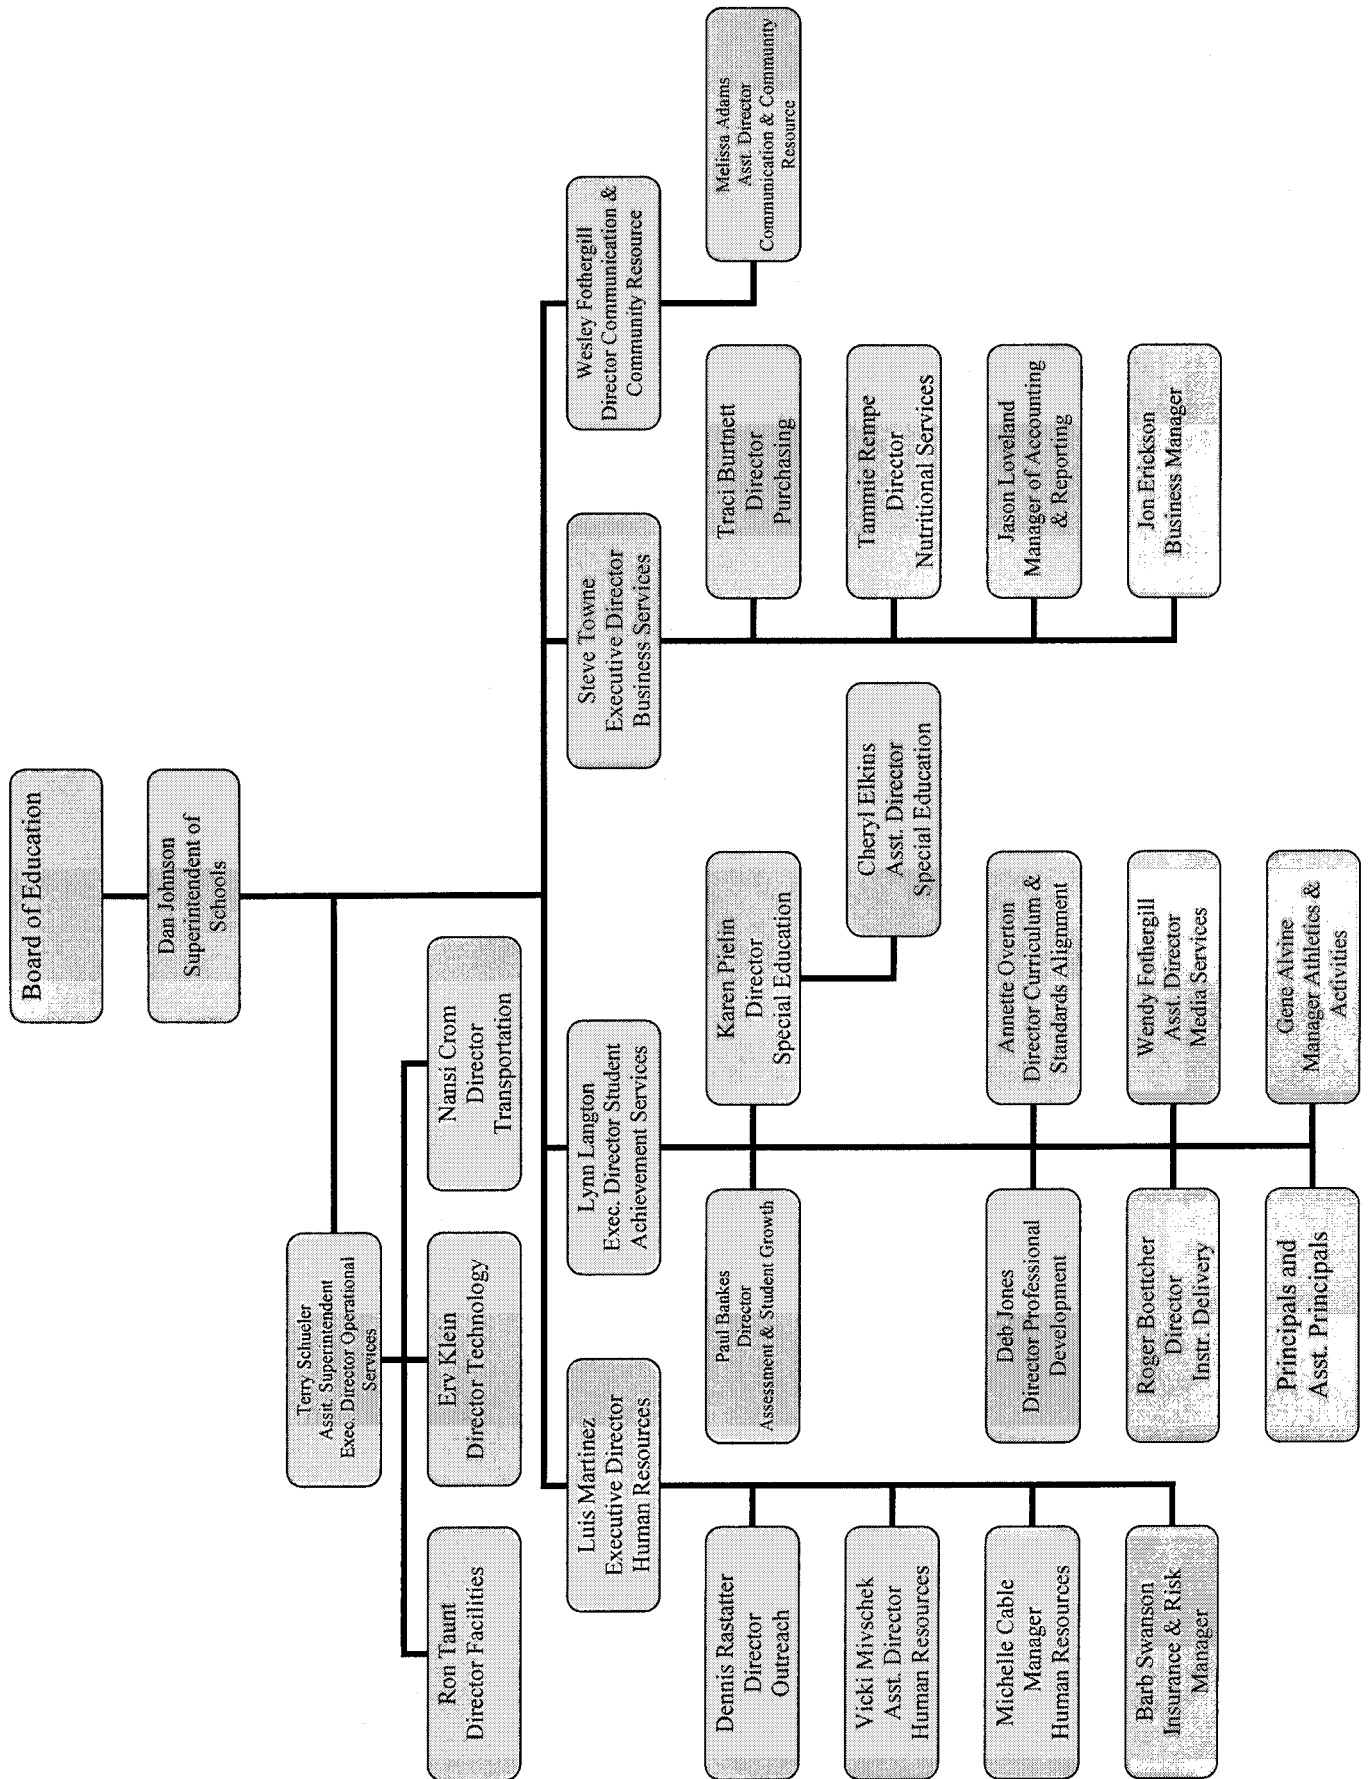 Board of Education
Dan Johnson
Superintendent of
Schools
Terry Schueler
Assit. Superintendent
Exec. Director Operational
Services
Ron Taunt
Director Facilities
Erv Klein
Director Technology
Nansi Crom
Director
Transportation
Luis Martinez
Executive Director
Human Resources
Lynn Langton
Exec. Director Student
Achievement Services
Steve Towne
Executive Director
Business Services
Wesley Fothergill
Director Communication &
Community Resource
Dennis Rastatter
Director
Outreach
Vicki Mivschek
Asst. Director
Human Resources
Michelle Cable
Manager
Human Resources
Barb Swanson
Insurance & Risk
Manager
Paul Bankes
Director
Assessment & Student Growth
Karen Pielin
Director
Special Education
Cheryl Elkins
Asst. Director
Special Education
Deb Jones
Director Professional
Development
Annette Overton
Director Curriculum &
Standards Alignment
Roger Boettcher
Director
Instr. Delivery
Wendy Fothergill
Asst. Director
Media Services
Principals and
Asst. Principals
Gene Alvine
Manager Athletics &
Activities
Traci Burtnett
Director
Purchasing
Tammie Rempe
Director
Nutritional Services
Jason Loveland
Manager of Accounting
& Reporting
Jon Erickson
Business Manager
Melissa Adams
Asst. Director
Communication & Community
Resource